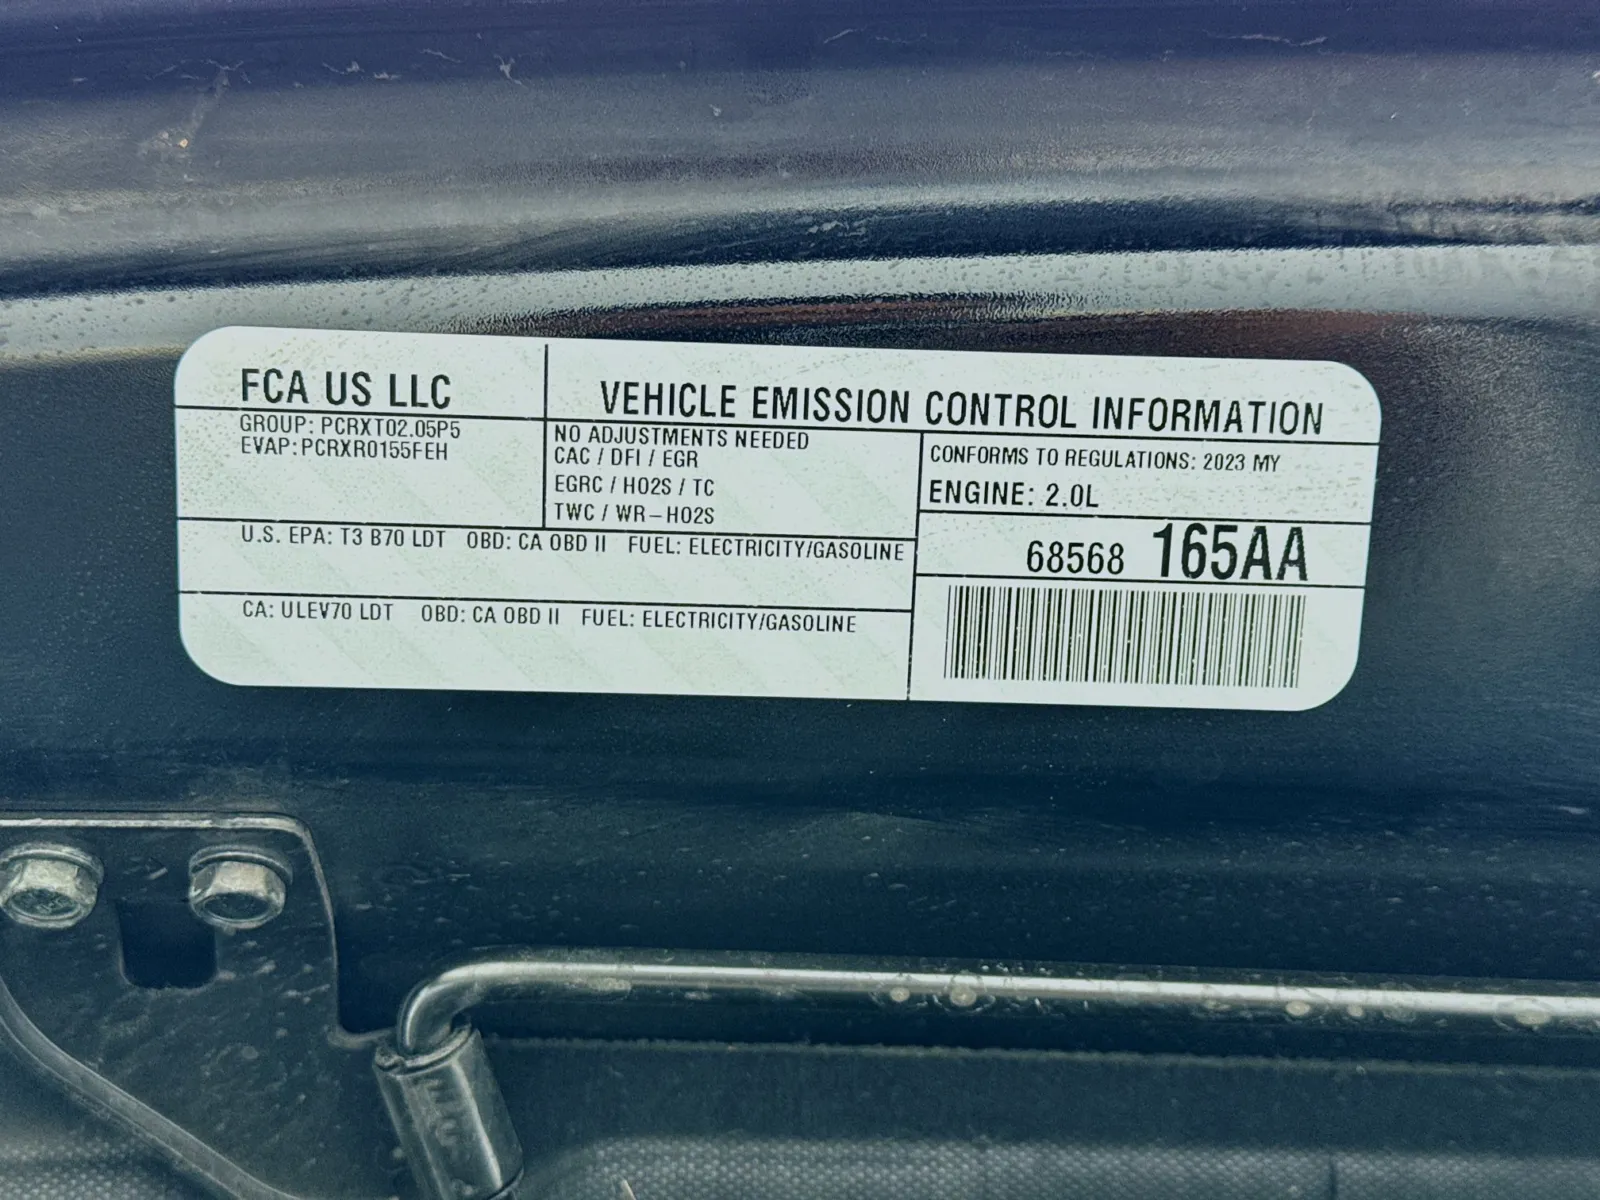 FCA US LLC
VEHICLE EMISSION CONTROL INFORMATION
GROUP: PCRXT02.05P5
EVAP: PCRXR0155FEH
NO ADJUSTMENTS NEEDED
CAC / DFI / EGR
EGRC / HO2S / TC
TWC / WR-HO2S
CONFORMS TO REGULATIONS: 2023 MY
ENGINE: 2.0L
68568 165AA
U.S. EPA: T3 B70 LDT OBD: CA OBD II FUEL: ELECTRICITY/GASOLINE
CA: ULEV70 LDT OBD: CA OBD II FUEL: ELECTRICITY/GASOLINE